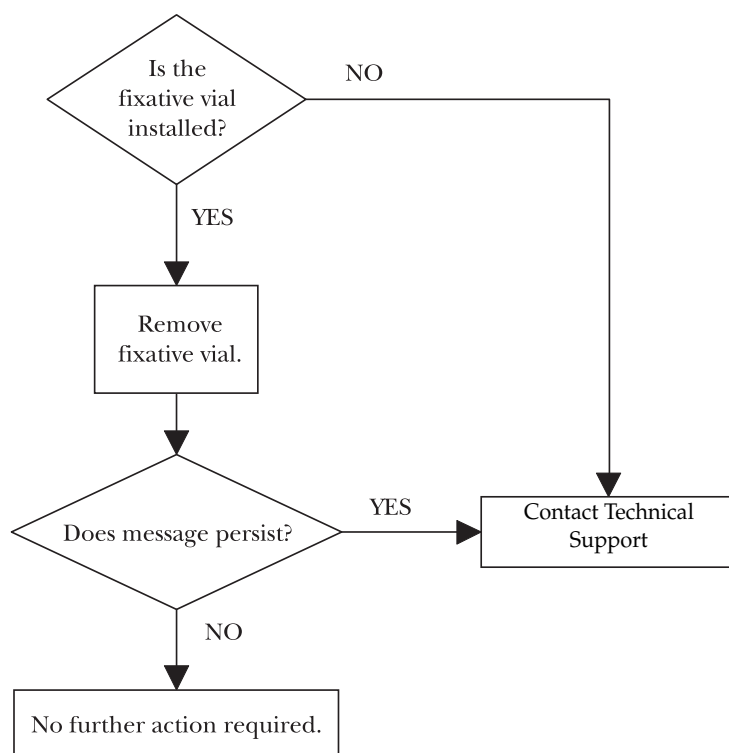 Is the
fixative vial
installed?
NO
YES
Remove
fixative vial.
Does message persist?
YES
Contact Technical
Support
NO
No further action required.